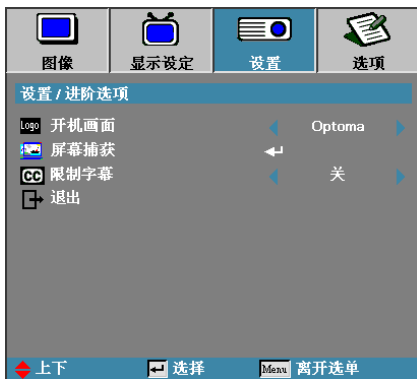 图像 显示设定 设置 选项
设置 / 进阶选项
Logo 开机画面 Optoma
屏幕捕获
CC 限制字幕 关
退出
上下 选择 Menu 离开选单